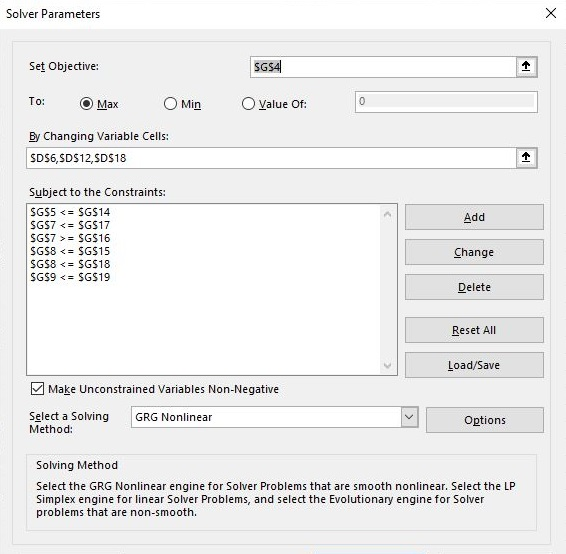 Solver Parameters
Set Objective:
$G$4
To:
Max
Min
Value Of:
0
By Changing Variable Cells:
$D$6,$D$12,$D$18
Subject to the Constraints:
$G$5 <= $G$14
$G$7 <= $G$17
$G$7 >= $G$16
$G$8 <= $G$15
$G$8 <= $G$18
$G$9 <= $G$19
Add
Change
Delete
Reset All
Load/Save
Make Unconstrained Variables Non-Negative
Select a Solving
Method:
GRG Nonlinear
Options
Solving Method
Select the GRG Nonlinear engine for Solver Problems that are smooth nonlinear. Select the LP
Simplex engine for linear Solver Problems, and select the Evolutionary engine for Solver
problems that are non-smooth.